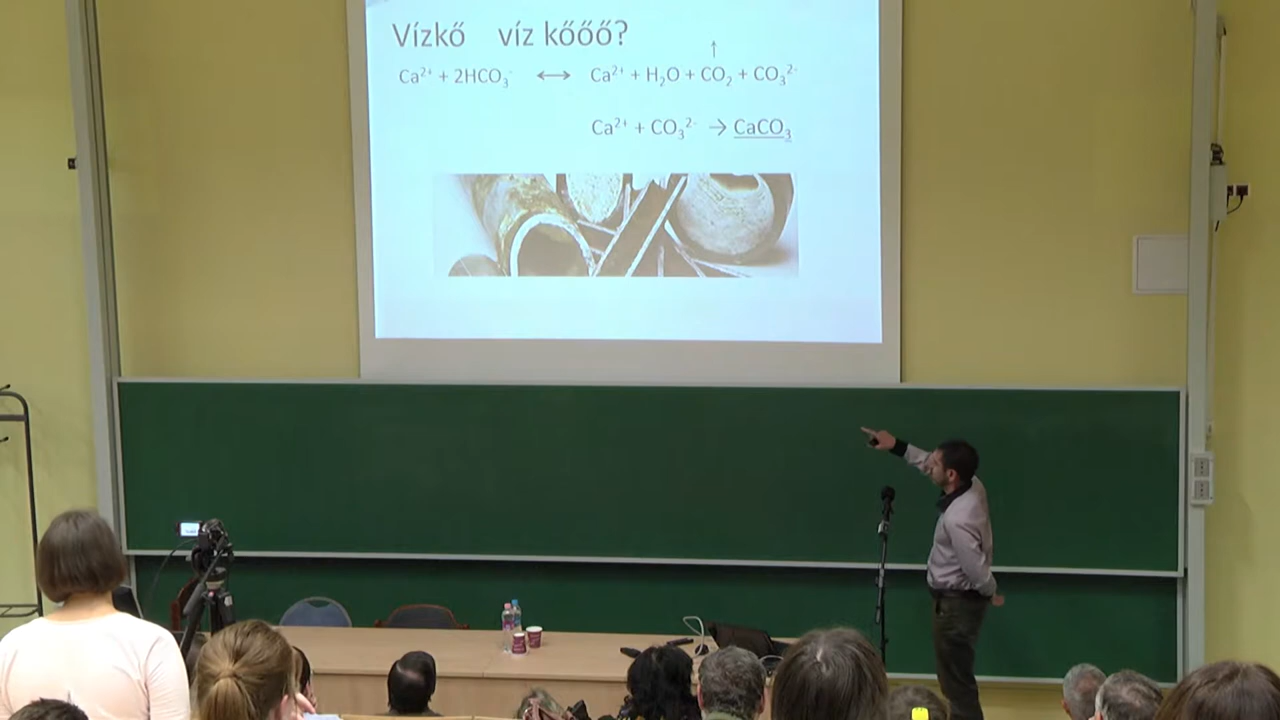 Vízkő víz kőőő?
↑
Ca²⁺ + 2HCO₃⁻ ↔ Ca²⁺ + H₂O + CO₂ + CO₃²⁻
Ca²⁺ + CO₃²⁻ → CaCO₃